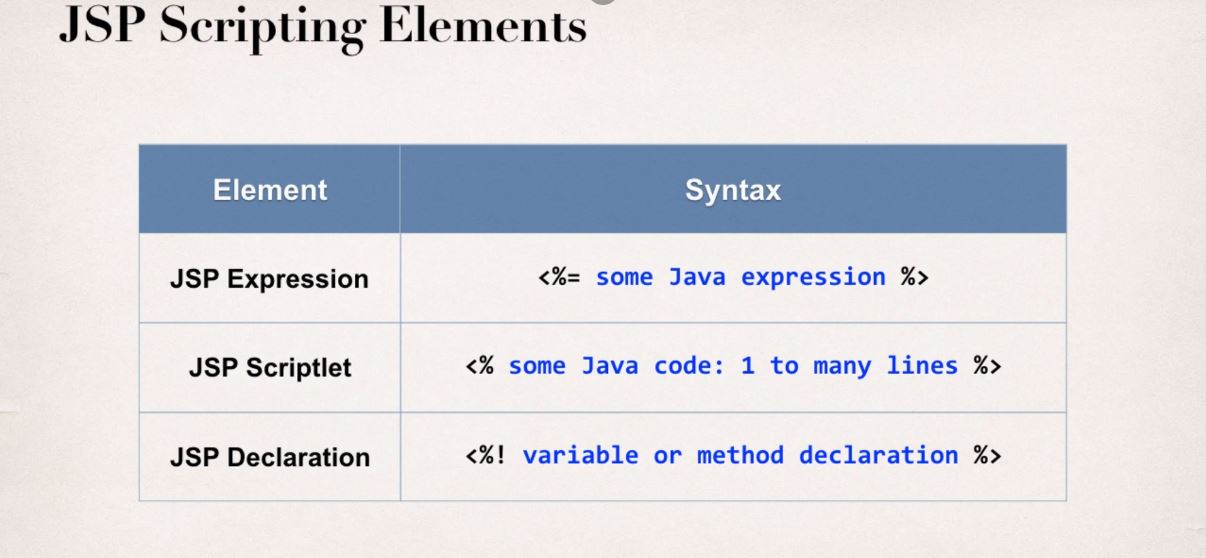 JSP Scripting Elements
Element Syntax
JSP Expression <%= some Java expression %>
JSP Scriptlet <% some Java code: 1 to many lines %>
JSP Declaration <%! variable or method declaration %>